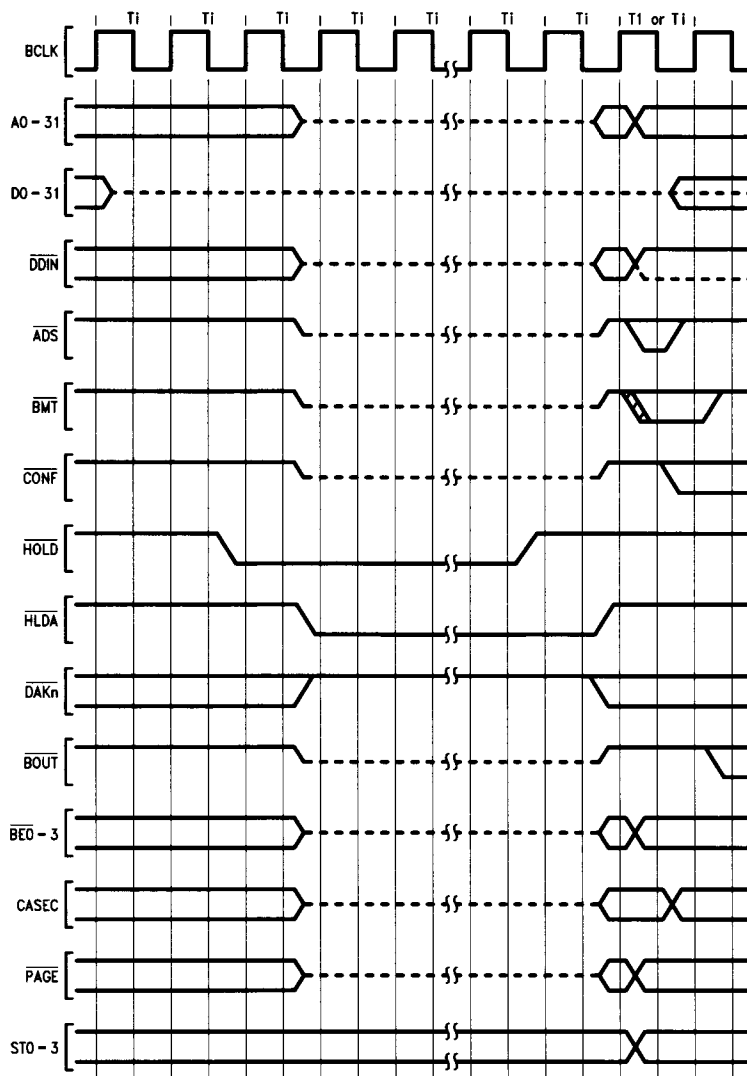 Ti Ti Ti Ti Ti Ti Ti T1 or Ti
BCLK
A0-31
D0-31
DDIN
ADS
BMT
CONF
HOLD
HLDA
DAKn
BOUT
BE0-3
CASEC
PAGE
ST0-3